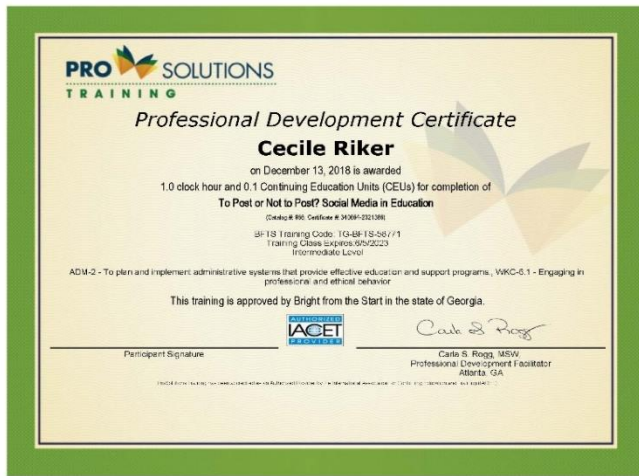 PRO SOLUTIONS
TRAINING
Professional Development Certificate
Cecile Riker
on December 13, 2018 is awarded
1.0 clock hour and 0.1 Continuing Education Units (CEUs) for completion of
To Post or Not to Post? Social Media in Education
BFTS Training Code: TG-BFTS-56771
Training Class Expires:6/5/2023
Intermediate Level
ADM-2 - To plan and implement administrative systems that provide effective education and support programs., WKC-6.1 - Engaging in
professional and ethical behavior
This training is approved by Bright from the Start in the state of Georgia.
AUTHORIZED
IACET
PROVIDER
Carla S Rogg
Participant Signature
Carla S. Rogg, MSW,
Professional Development Facilitator
Atlanta, GA